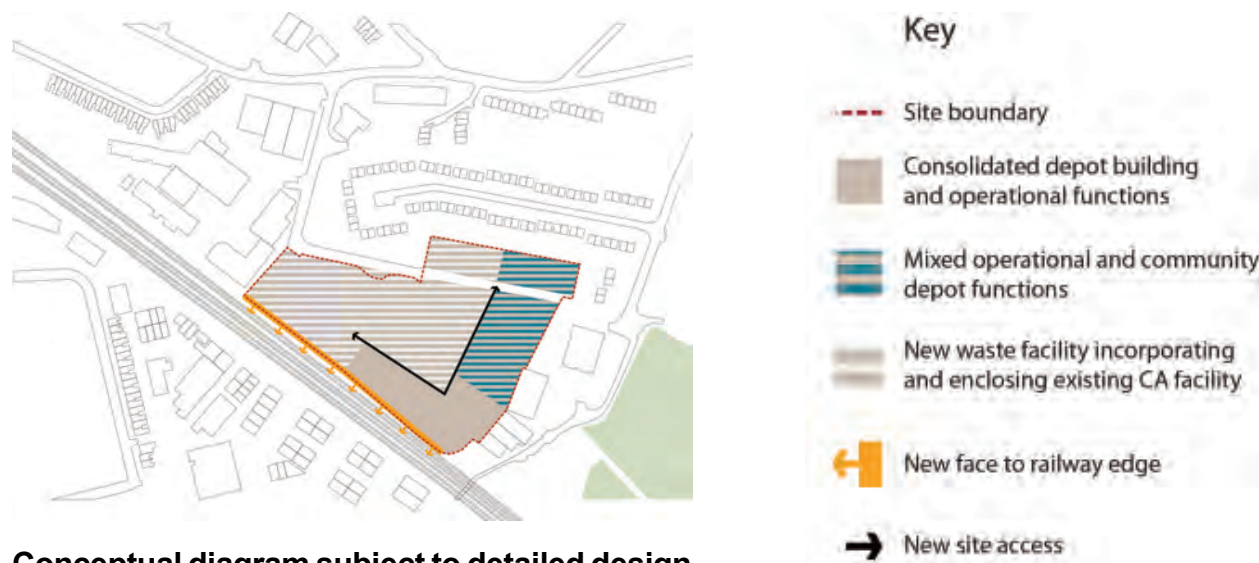 Key
Site boundary
Consolidated depot building
and operational functions
Mixed operational and community
depot functions
New waste facility incorporating
and enclosing existing CA facility
New face to railway edge
New site access
Conceptual diagram subject to detailed design